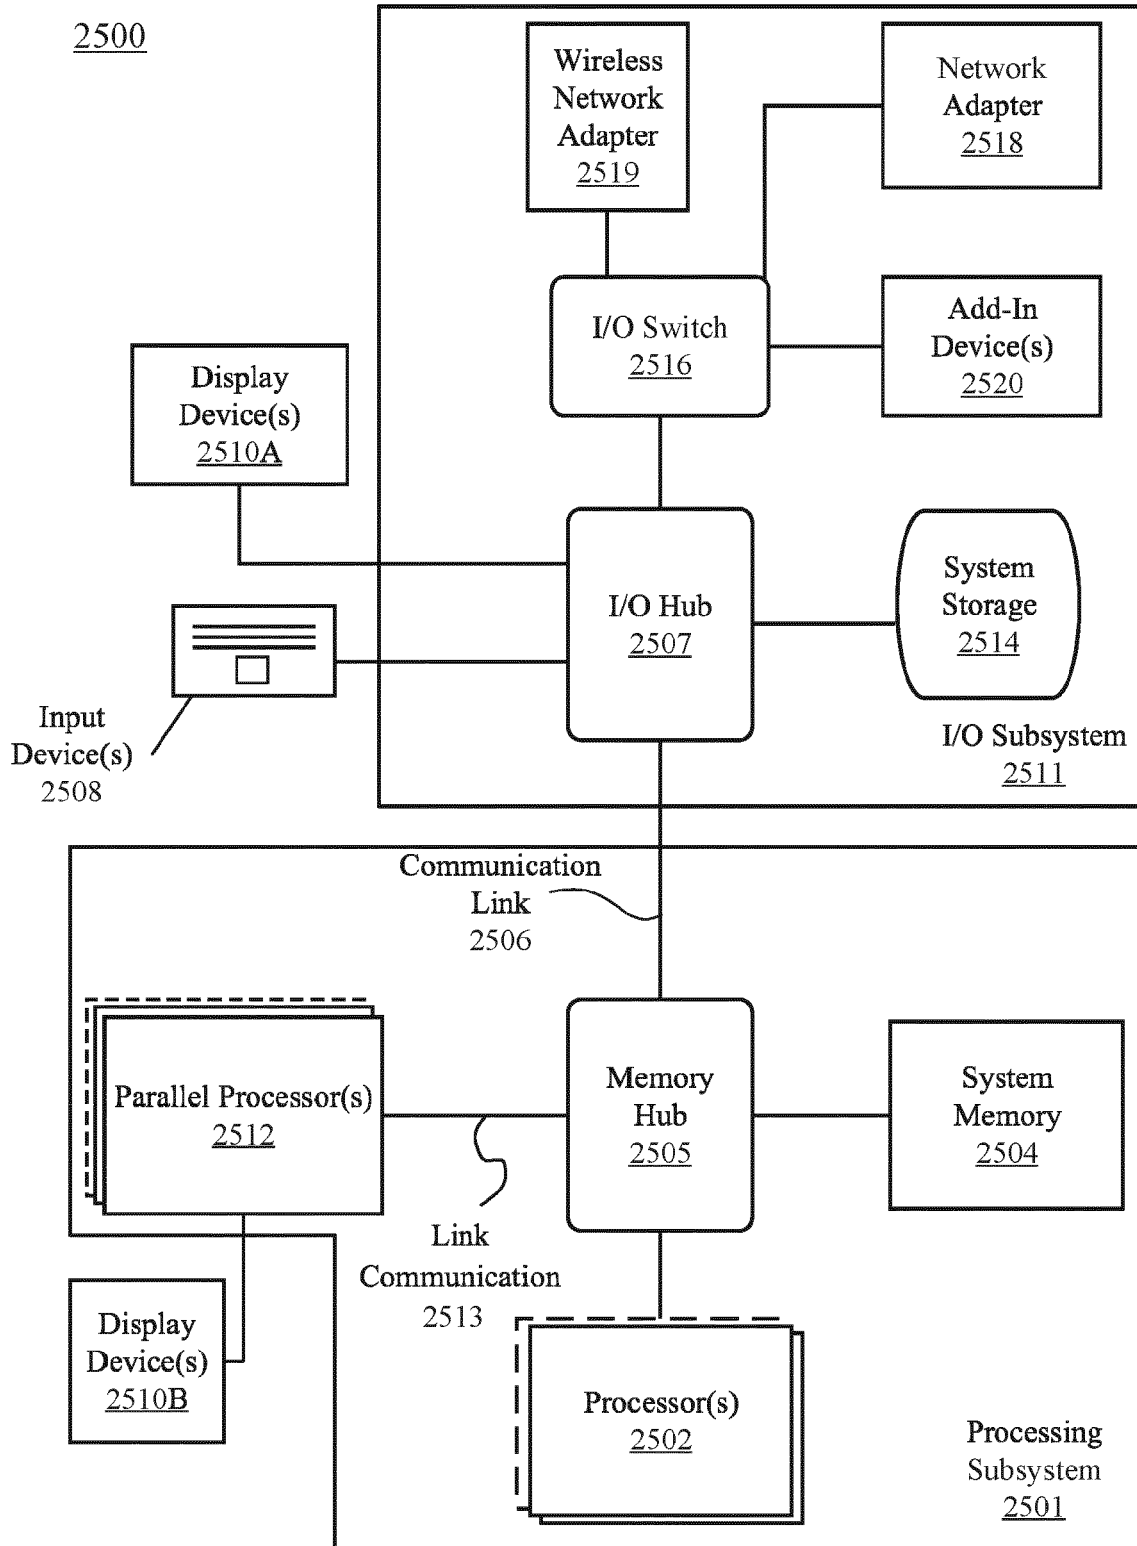 2500
Wireless
Network
Adapter
2519
Network
Adapter
2518
I/O Switch
2516
Add-In
Device(s)
2520
Display
Device(s)
2510A
I/O Hub
2507
System
Storage
2514
Input
Device(s)
2508
I/O Subsystem
2511
Communication
Link
2506
Parallel Processor(s)
2512
Memory
Hub
2505
System
Memory
2504
Link
Communication
2513
Display
Device(s)
2510B
Processor(s)
2502
Processing
Subsystem
2501